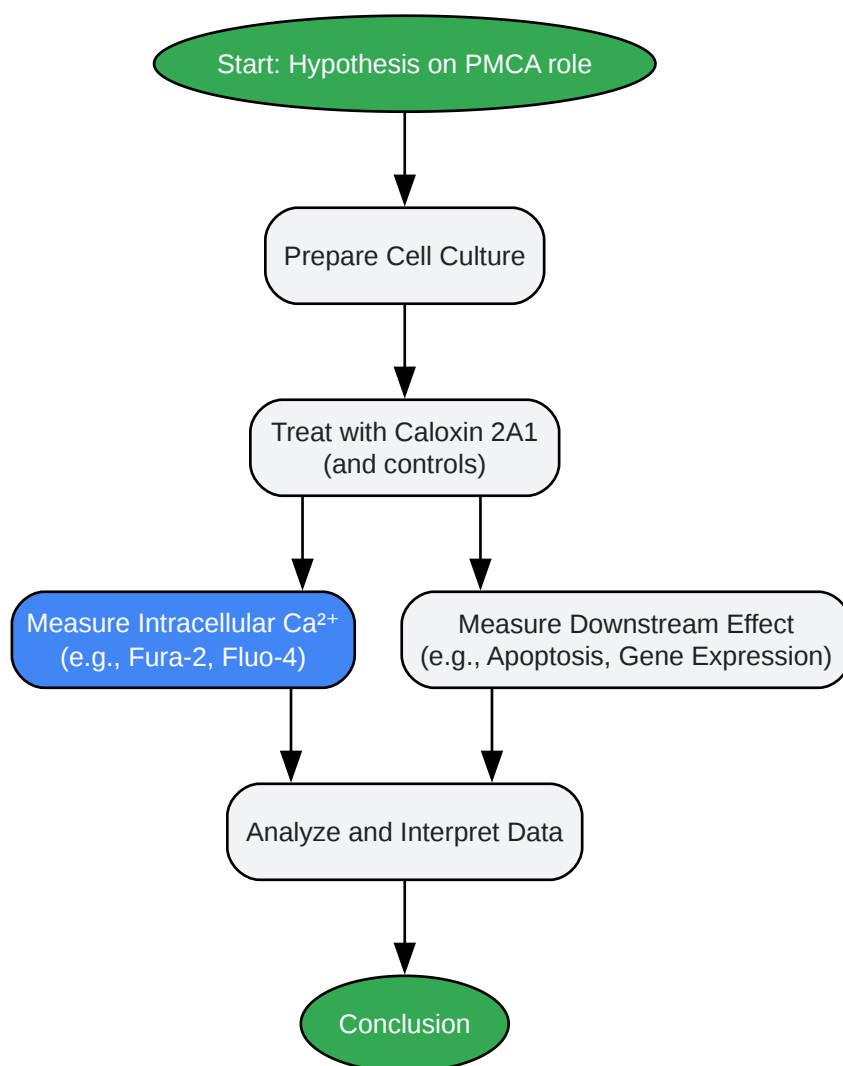 Start: Hypothesis on PMCA role
Prepare Cell Culture
Treat with Caloxin 2A1
(and controls)
Measure Intracellular Ca²⁺
(e.g., Fura-2, Fluo-4)
Measure Downstream Effect
(e.g., Apoptosis, Gene Expression)
Analyze and Interpret Data
Conclusion